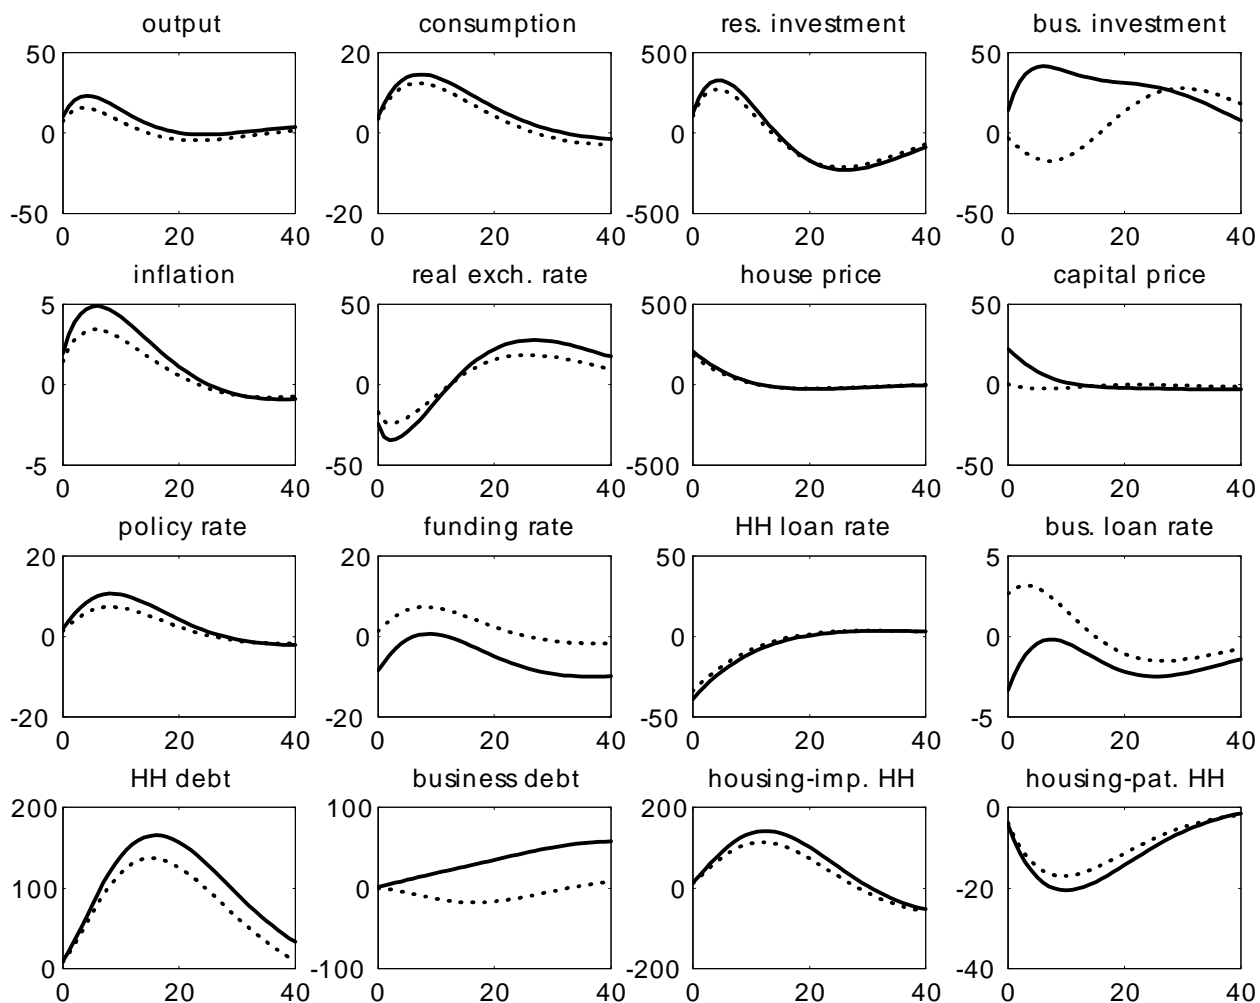 output consumption res. investment bus. investment
50 20 500 50
0 0 0 0
-50 -20 -500 -50
0 20 40 0 20 40 0 20 40 0 20 40
inflation real exch. rate house price capital price
5 50 500 50
0 0 0 0
-5 -50 -500 -50
0 20 40 0 20 40 0 20 40 0 20 40
policy rate funding rate HH loan rate bus. loan rate
20 20 50 5
0 0 0 0
-20 -20 -50 -5
0 20 40 0 20 40 0 20 40 0 20 40
HH debt business debt housing-imp. HH housing-pat. HH
200 100 200 0
100 0 0 -20
0 -100 -200 -40
0 20 40 0 20 40 0 20 40 0 20 40